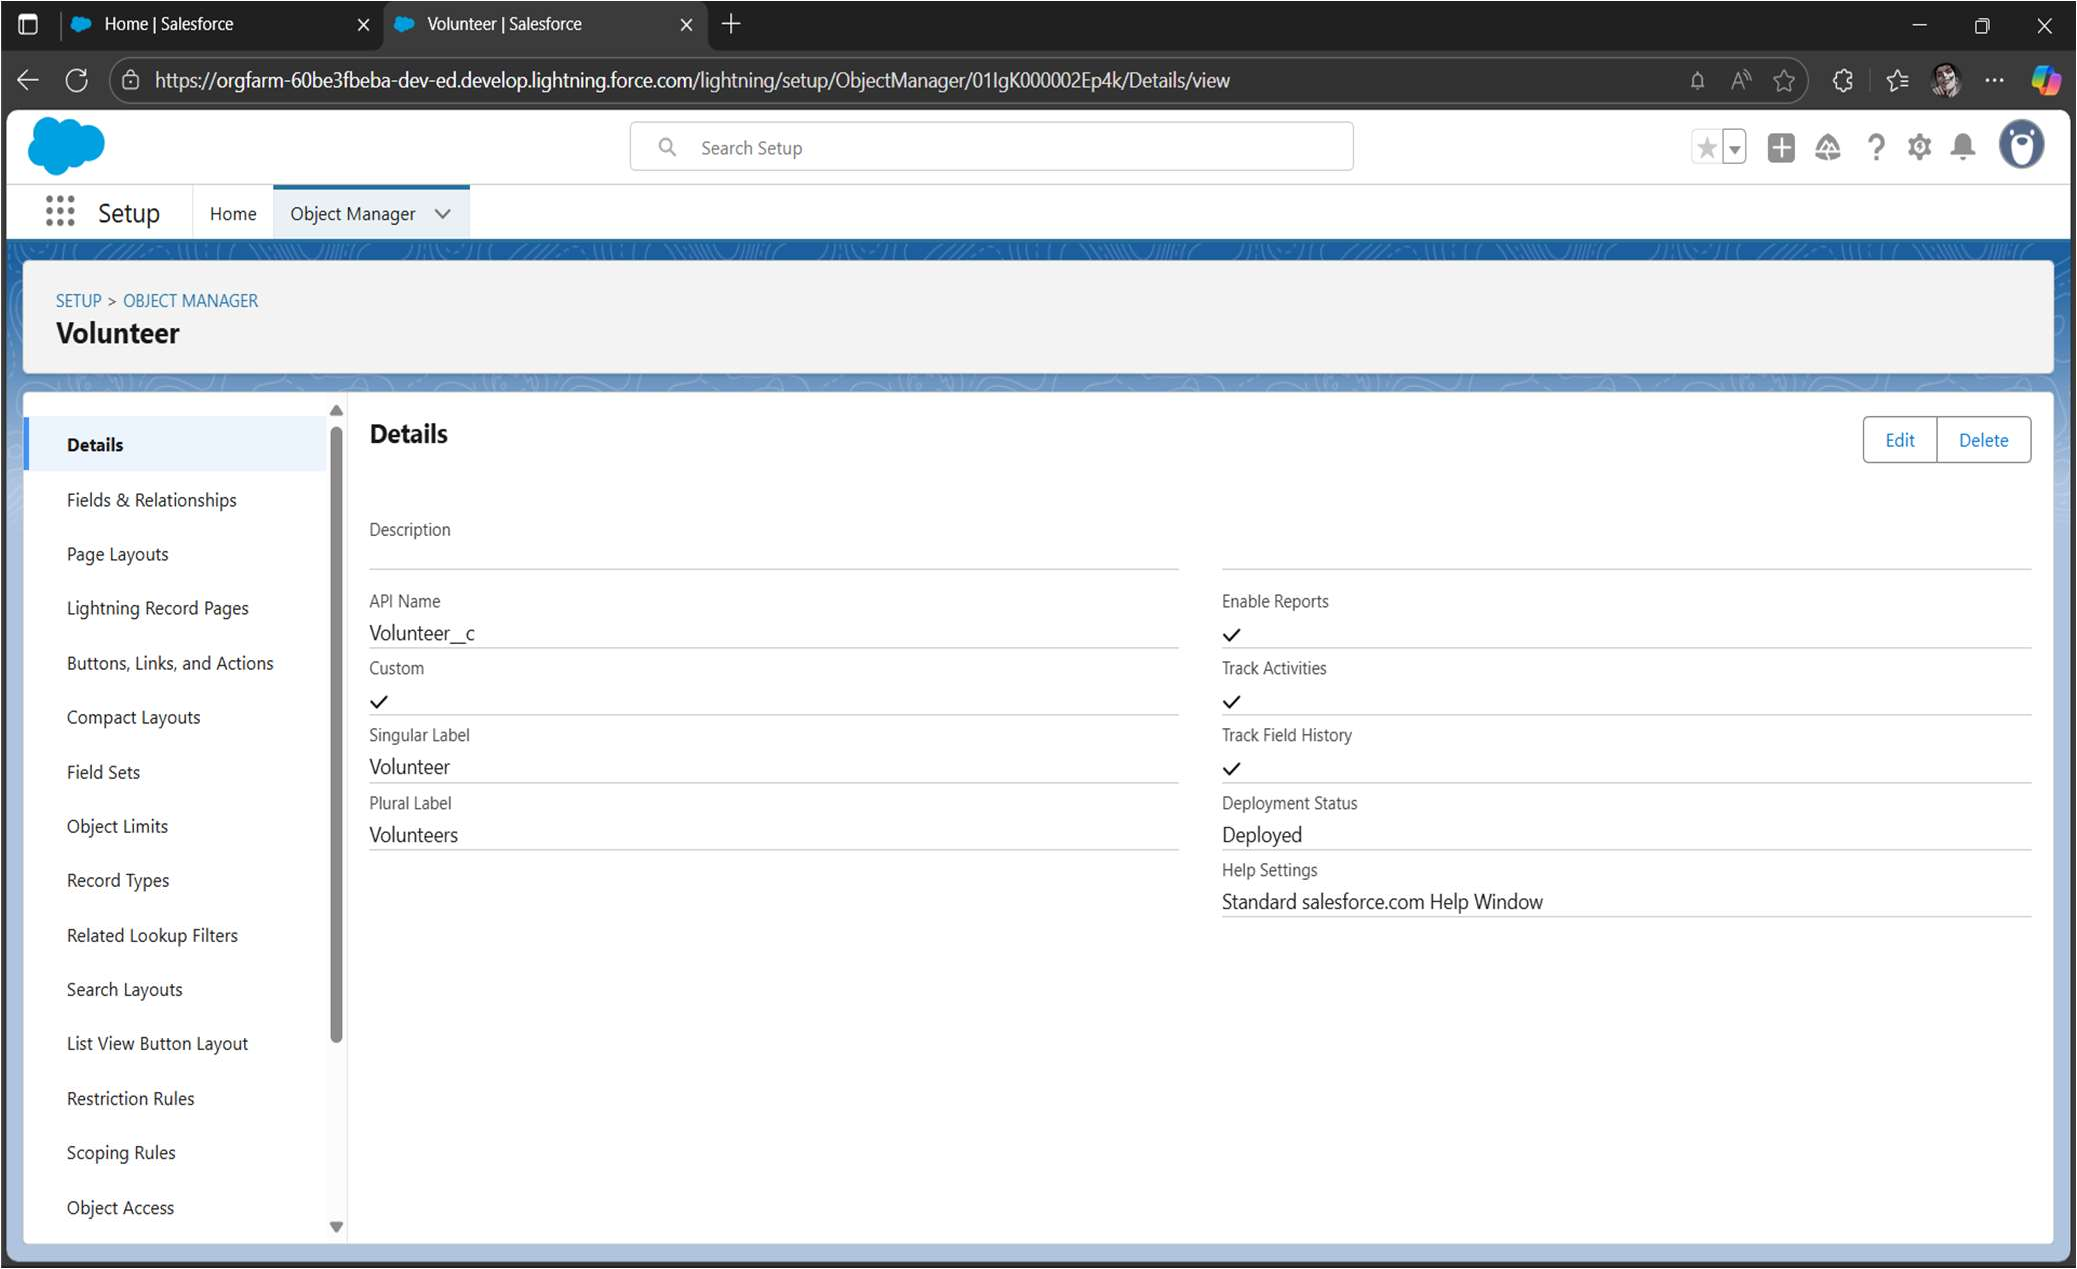 Home | Salesforce
Volunteer | Salesforce
https://orgfarm-60be3fbeba-dev-ed.develop.lightning.force.com/lightning/setup/ObjectManager/01IgK000002Ep4k/Details/view
Search Setup
Setup
Home
Object Manager
SETUP > OBJECT MANAGER
Volunteer
Details
Fields & Relationships
Page Layouts
Lightning Record Pages
Buttons, Links, and Actions
Compact Layouts
Field Sets
Object Limits
Record Types
Related Lookup Filters
Search Layouts
List View Button Layout
Restriction Rules
Scoping Rules
Object Access
Details
Edit
Delete
Description
API Name
Volunteer__c
Custom
Singular Label
Volunteer
Plural Label
Volunteers
Enable Reports
Track Activities
Track Field History
Deployment Status
Deployed
Help Settings
Standard salesforce.com Help Window